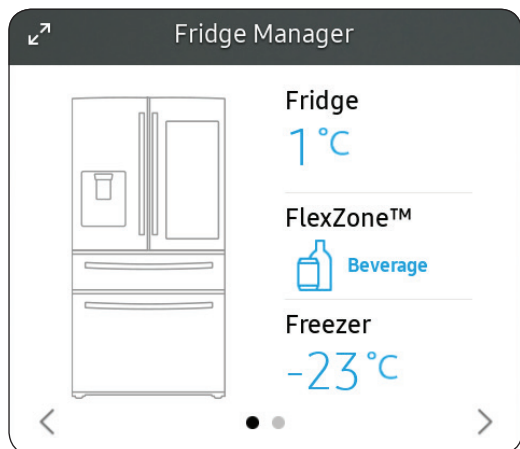 Fridge Manager
Fridge
1 °C
FlexZone™
Beverage
Freezer
-23 °C